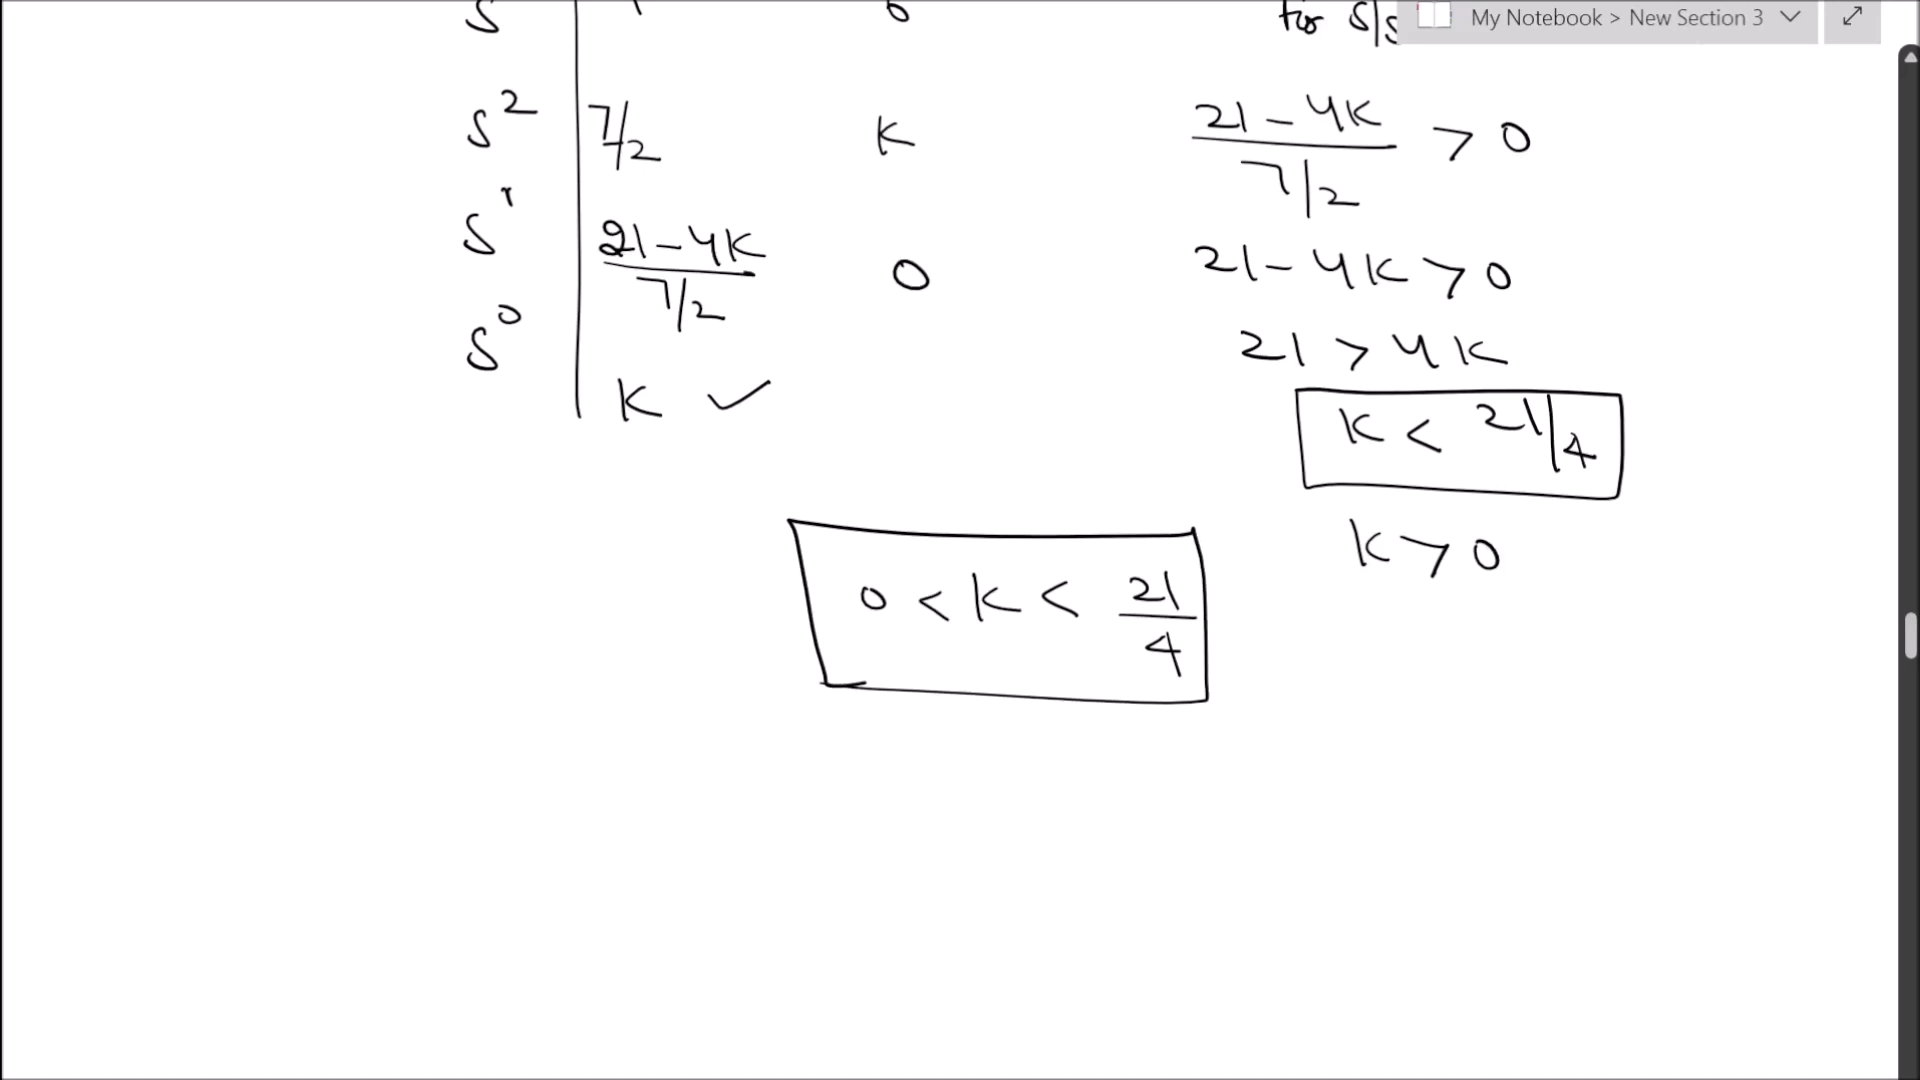 My Notebook > New Section 3
for S/S
S² 7/2 K
S¹ (21-4K)/(7/2) 0
S⁰ K ✓
(21-4K)/(7/2) > 0
21-4K > 0
21 > 4K
K < 21/4
K > 0
0 < K < 21/4